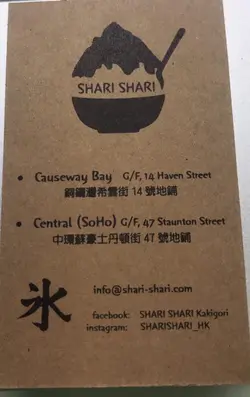 SHARI SHARI
• Causeway Bay G/F, 14 Haven Street
銅鑼灣希雲街 14 號地鋪
• Central (SoHo) G/F, 47 Staunton Street
中環蘇豪士丹頓街 47 號地鋪
氷
info@shari-shari.com
facebook: SHARI SHARI Kakigori
instagram: SHARISHARI_HK